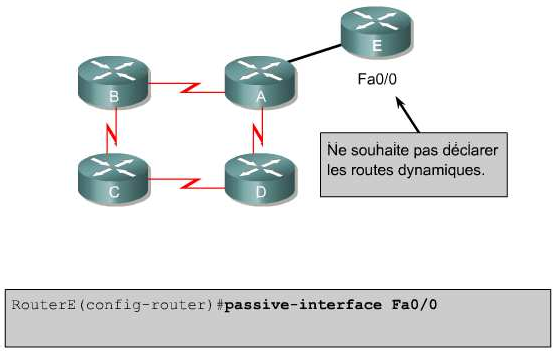 E
Fa0/0
B
A
Ne souhaite pas déclarer
les routes dynamiques.
C
D
RouterE(config-router)#passive-interface Fa0/0